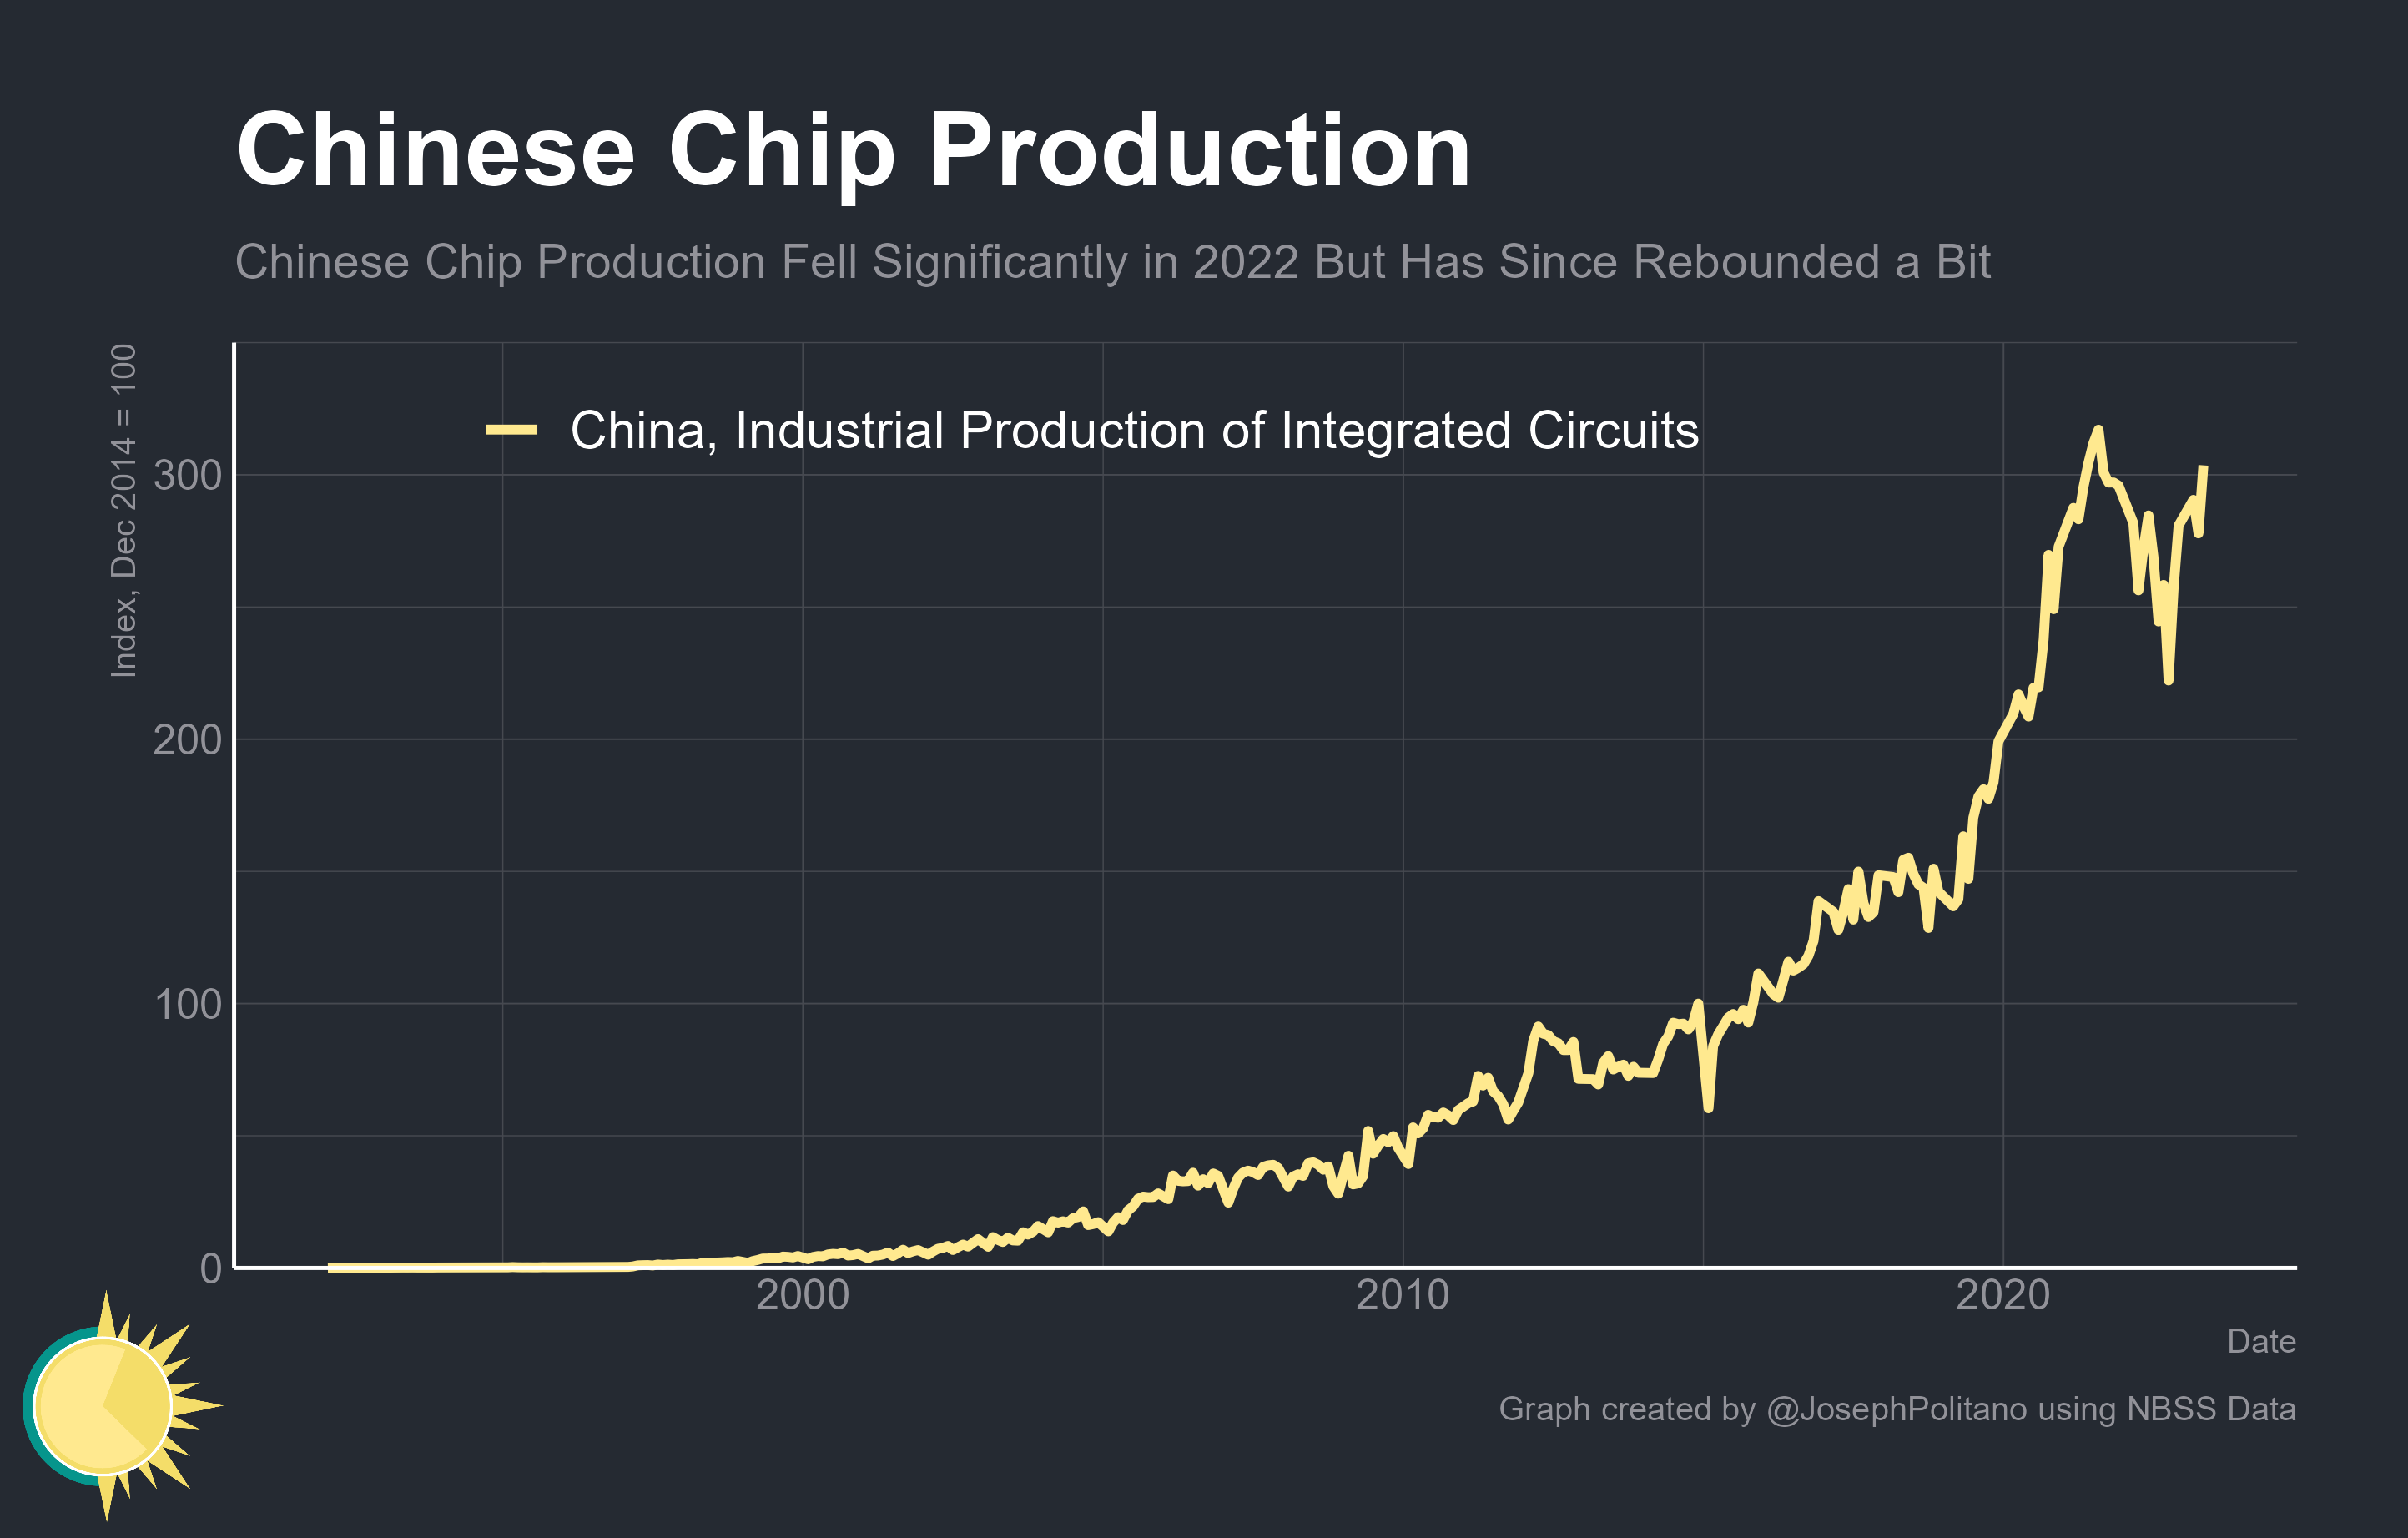 Chinese Chip Production
Chinese Chip Production Fell Significantly in 2022 But Has Since Rebounded a Bit
Index, Dec 2014 = 100
China, Industrial Production of Integrated Circuits
300
200
100
0
2000
2010
2020
Date
Graph created by @JosephPolitano using NBSS Data